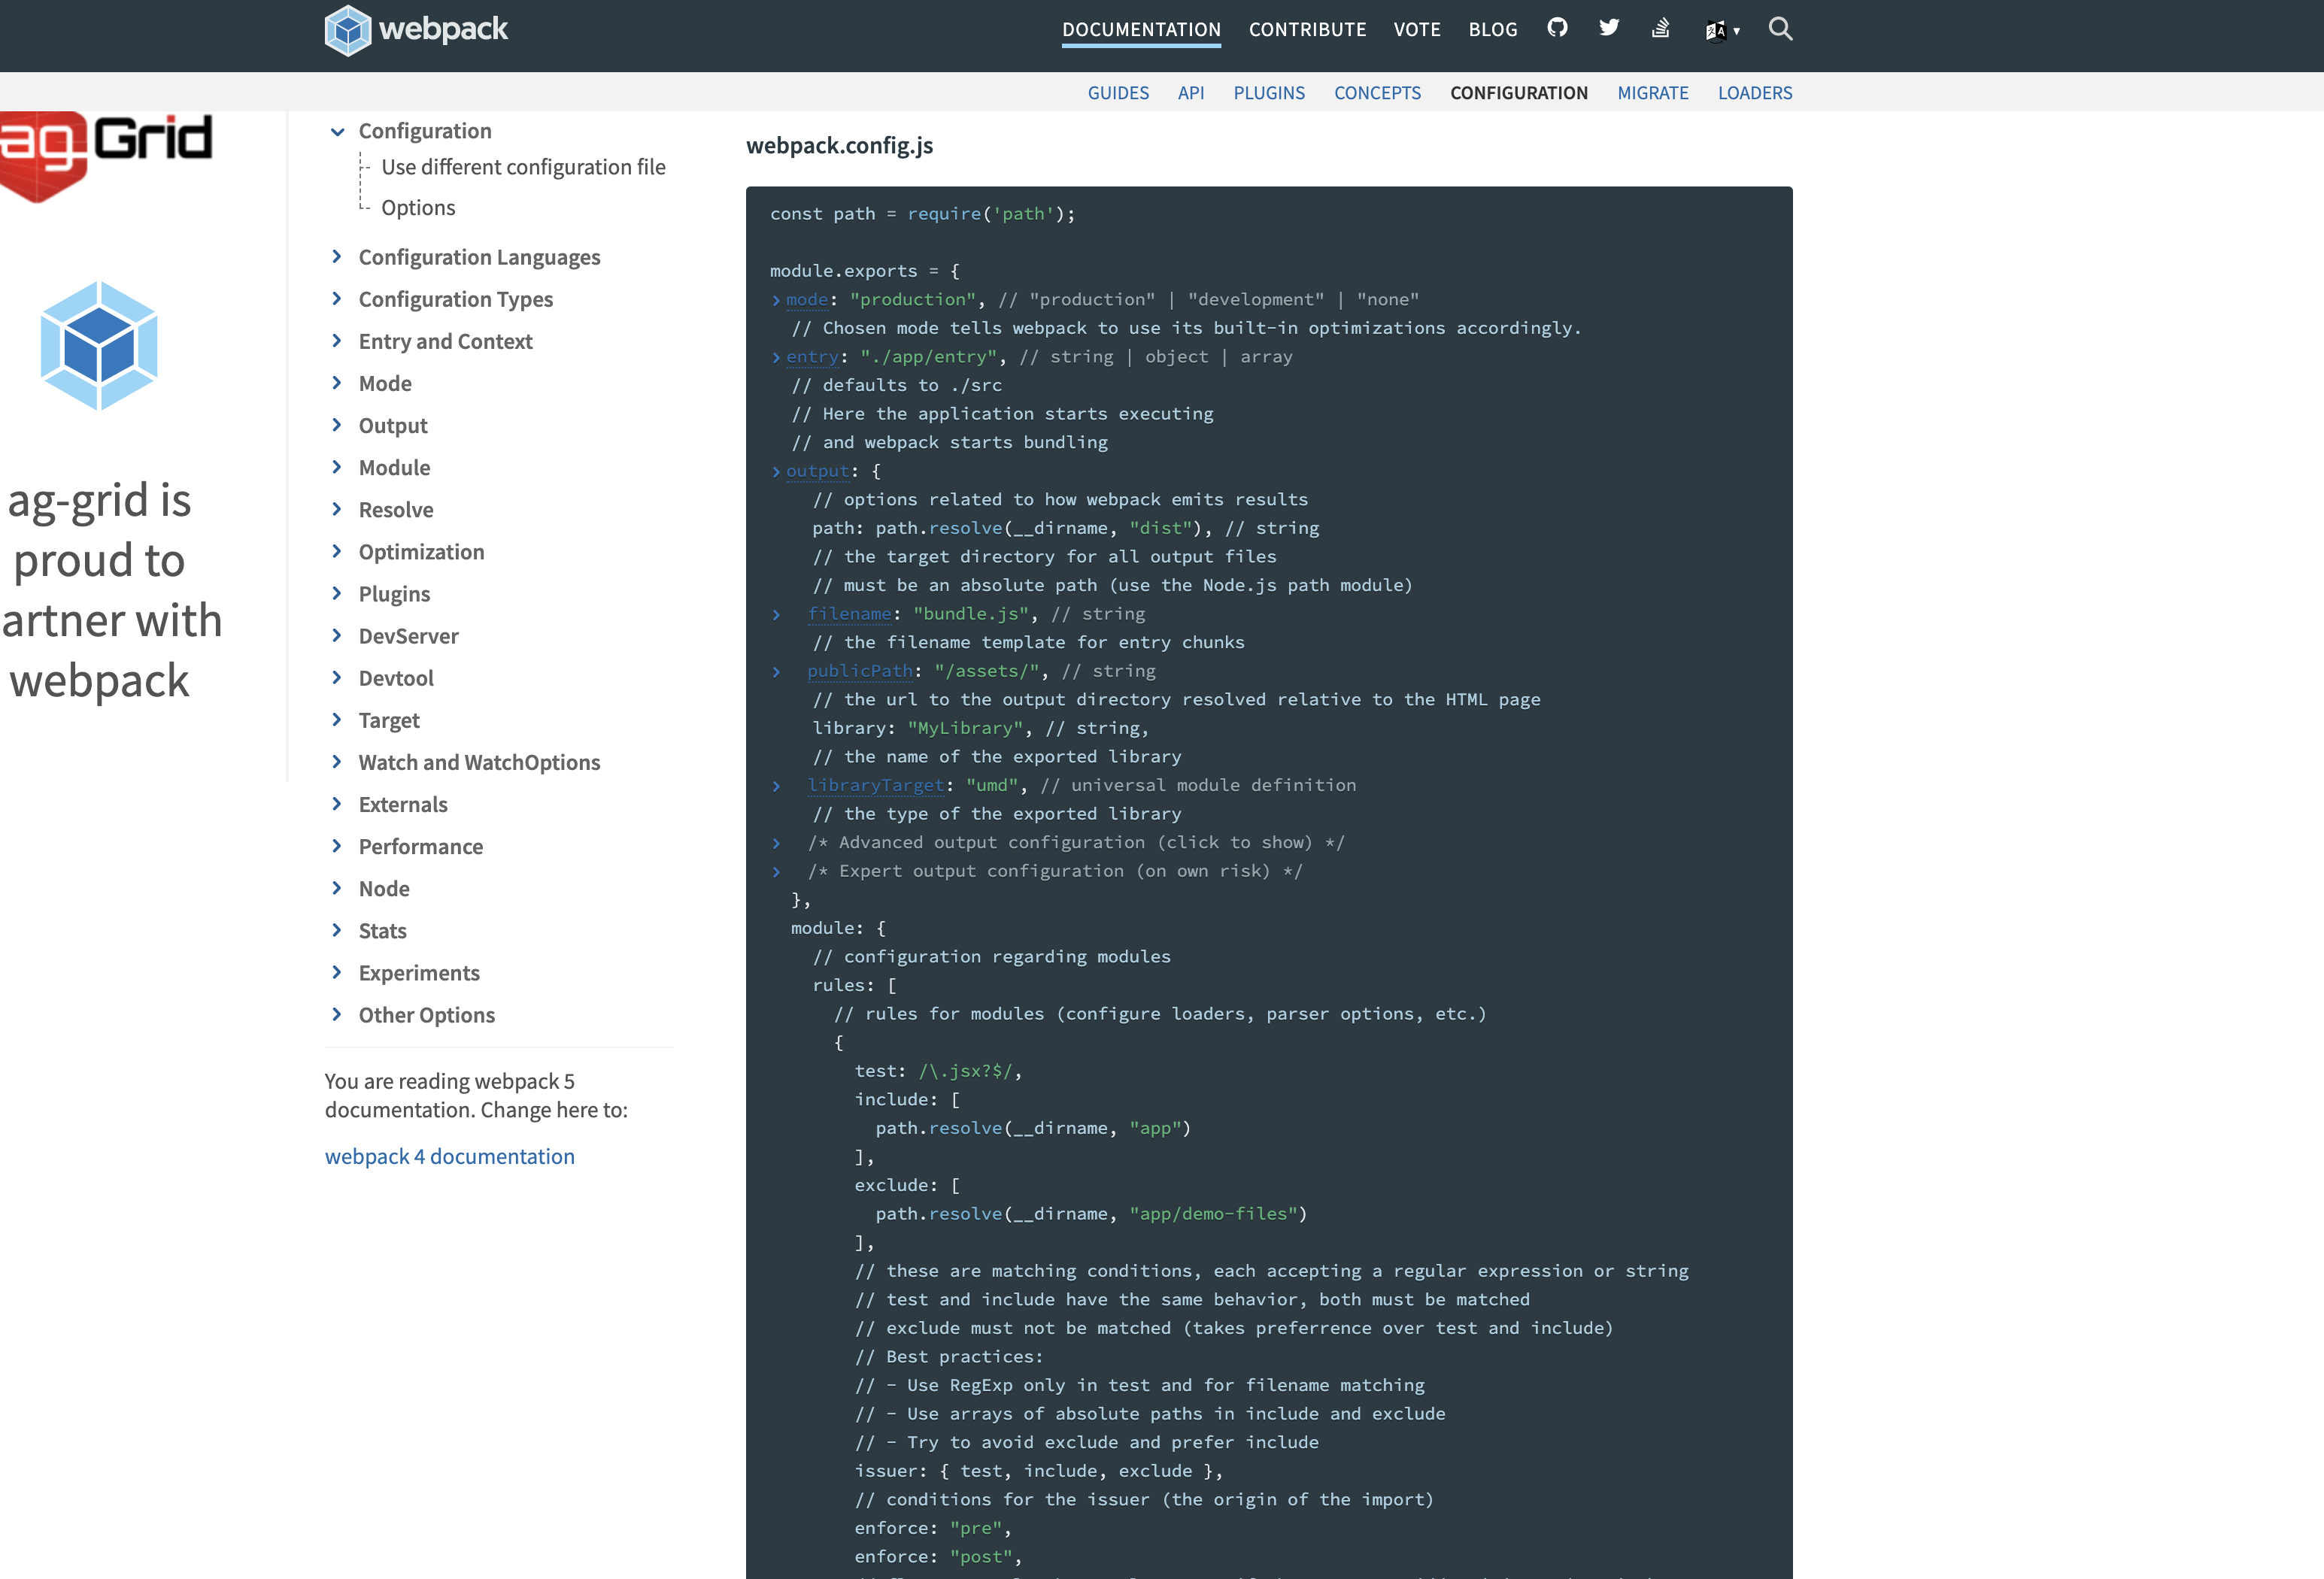 webpack
DOCUMENTATION CONTRIBUTE VOTE BLOG
GUIDES API PLUGINS CONCEPTS CONFIGURATION MIGRATE LOADERS
ag-Grid
ag-grid is
proud to
artner with
webpack
Configuration
Use different configuration file
Options
Configuration Languages
Configuration Types
Entry and Context
Mode
Output
Module
Resolve
Optimization
Plugins
DevServer
Devtool
Target
Watch and WatchOptions
Externals
Performance
Node
Stats
Experiments
Other Options
You are reading webpack 5
documentation. Change here to:
webpack 4 documentation
webpack.config.js
const path = require('path');
module.exports = {
mode: "production", // "production" | "development" | "none"
// Chosen mode tells webpack to use its built-in optimizations accordingly.
entry: "./app/entry", // string | object | array
// defaults to ./src
// Here the application starts executing
// and webpack starts bundling
output: {
// options related to how webpack emits results
path: path.resolve(__dirname, "dist"), // string
// the target directory for all output files
// must be an absolute path (use the Node.js path module)
filename: "bundle.js", // string
// the filename template for entry chunks
publicPath: "/assets/", // string
// the url to the output directory resolved relative to the HTML page
library: "MyLibrary", // string,
// the name of the exported library
libraryTarget: "umd", // universal module definition
// the type of the exported library
/* Advanced output configuration (click to show) */
/* Expert output configuration (on own risk) */
},
module: {
// configuration regarding modules
rules: [
// rules for modules (configure loaders, parser options, etc.)
{
test: /\.jsx?$/,
include: [
path.resolve(__dirname, "app")
],
exclude: [
path.resolve(__dirname, "app/demo-files")
],
// these are matching conditions, each accepting a regular expression or string
// test and include have the same behavior, both must be matched
// exclude must not be matched (takes preferrence over test and include)
// Best practices:
// - Use RegExp only in test and for filename matching
// - Use arrays of absolute paths in include and exclude
// - Try to avoid exclude and prefer include
issuer: { test, include, exclude },
// conditions for the issuer (the origin of the import)
enforce: "pre",
enforce: "post",